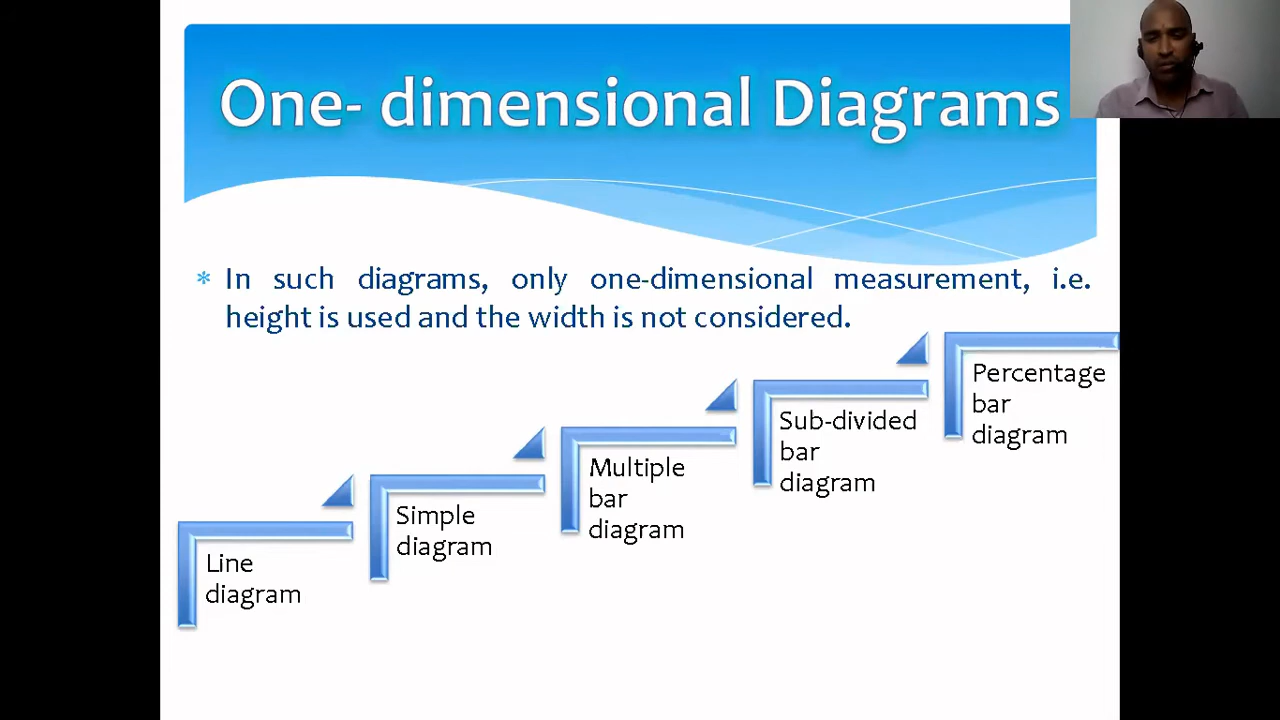 One- dimensional Diagrams
* In such diagrams, only one-dimensional measurement, i.e.
height is used and the width is not considered.
Line
diagram
Simple
diagram
Multiple
bar
diagram
Sub-divided
bar
diagram
Percentage
bar
diagram